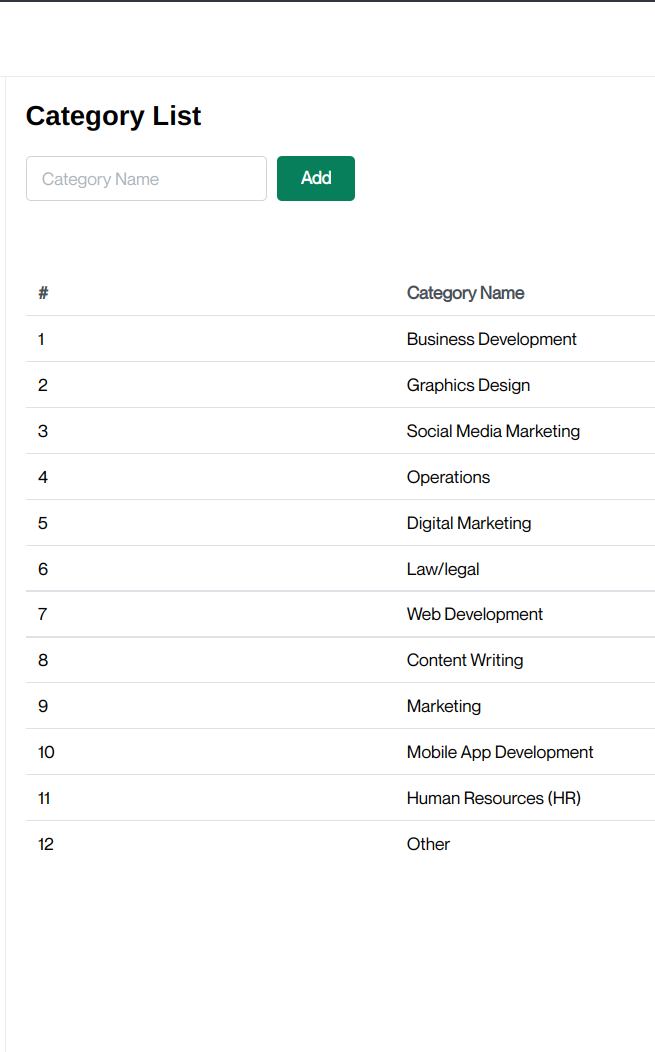 Category List
Category Name
Add
# Category Name
1 Business Development
2 Graphics Design
3 Social Media Marketing
4 Operations
5 Digital Marketing
6 Law/legal
7 Web Development
8 Content Writing
9 Marketing
10 Mobile App Development
11 Human Resources (HR)
12 Other